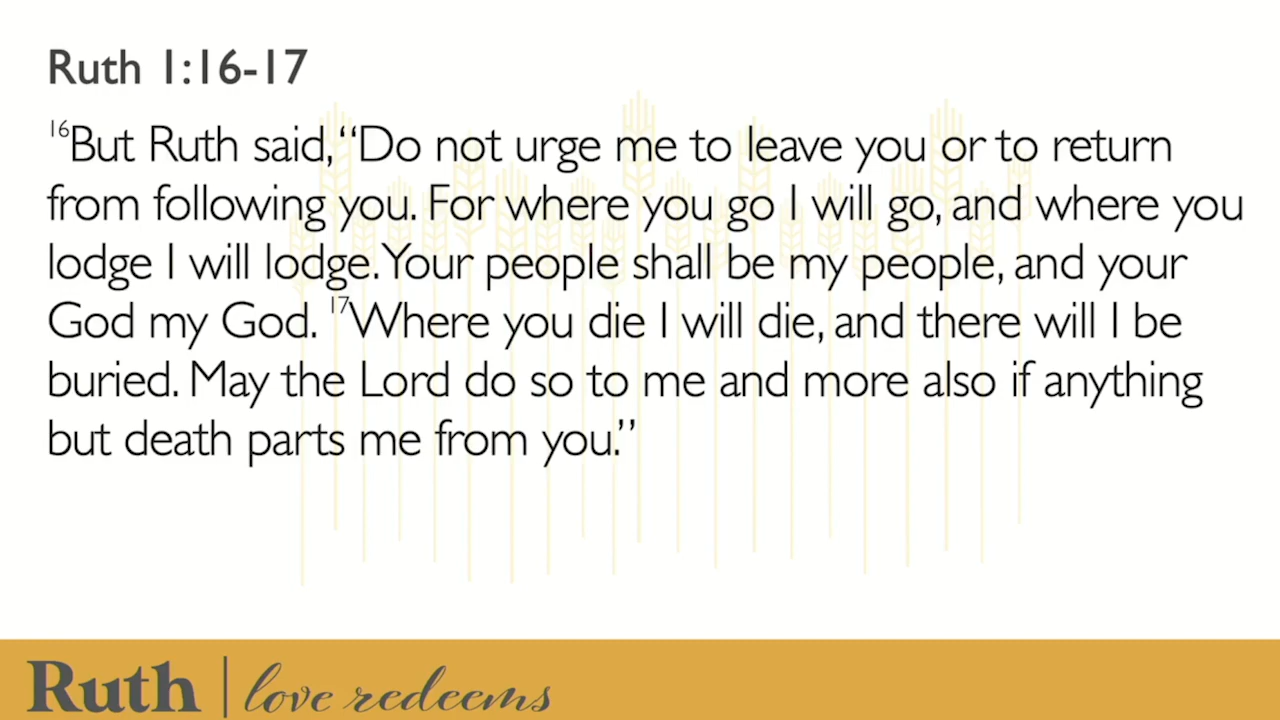 Ruth 1:16-17
16But Ruth said, “Do not urge me to leave you or to return
from following you. For where you go I will go, and where you
lodge I will lodge. Your people shall be my people, and your
God my God. 17Where you die I will die, and there will I be
buried. May the Lord do so to me and more also if anything
but death parts me from you.”
Ruth | love redeems